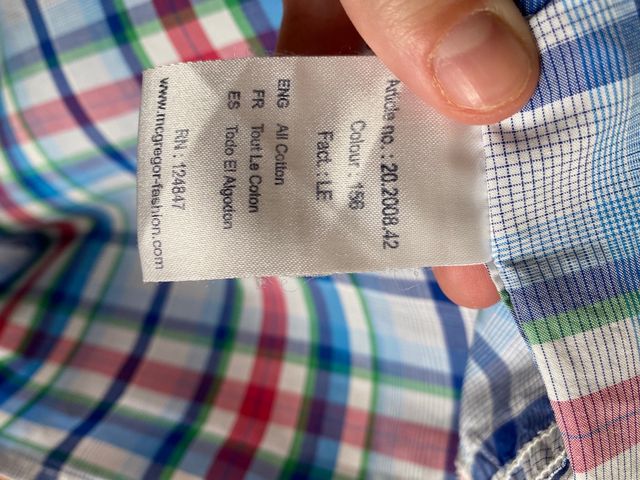 Article no. : 20.2008.42
Colour : 156
Fact. : LE
ENG All Cotton
FR Tout Le Coton
ES Todo El Algodon
RN : 124847
www.mcgregor-fashion.com